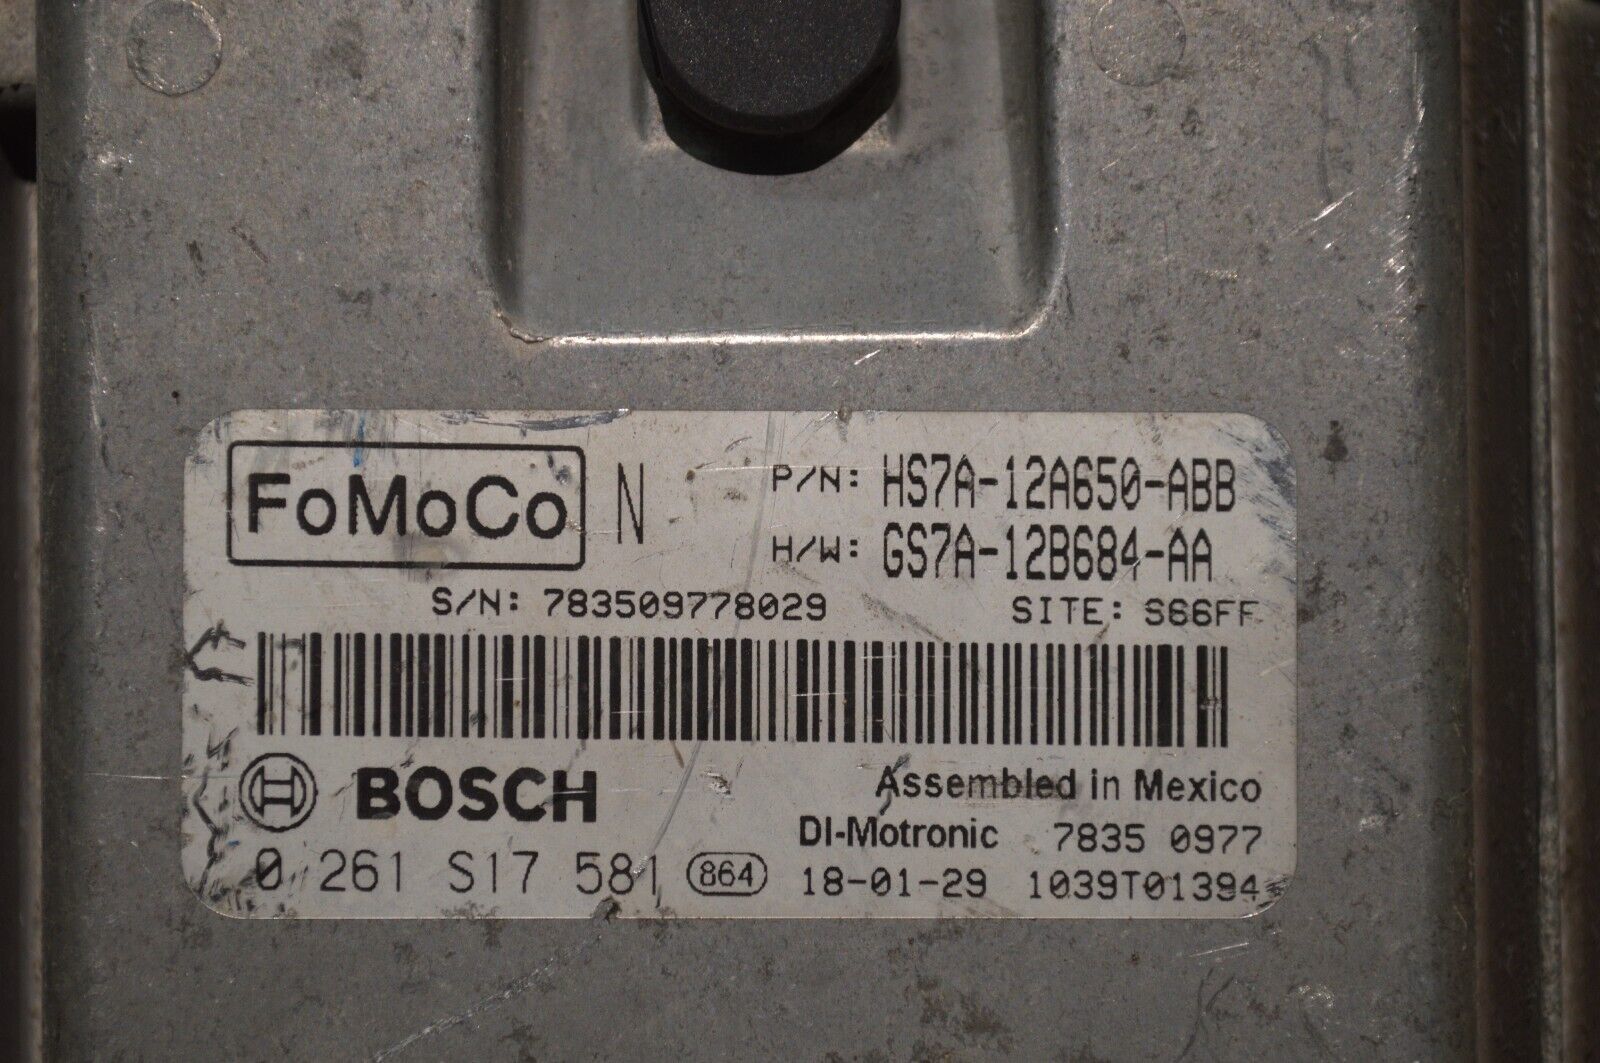 FoMoCo N P/N: HS7A-12A650-ABB
H/W: GS7A-12B684-AA
S/N: 783509778029 SITE: S66FF
BOSCH Assembled in Mexico
DI-Motronic 7835 0977
0 261 S17 581 864 18-01-29 1039T01394